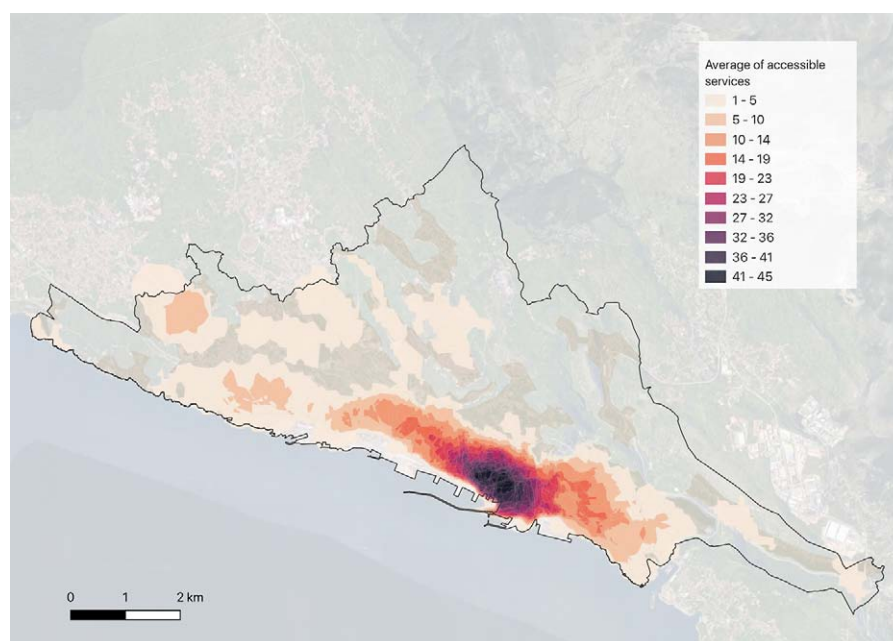 Average of accessible
services
1 - 5
5 - 10
10 - 14
14 - 19
19 - 23
23 - 27
27 - 32
32 - 36
36 - 41
41 - 45
0 1 2 km